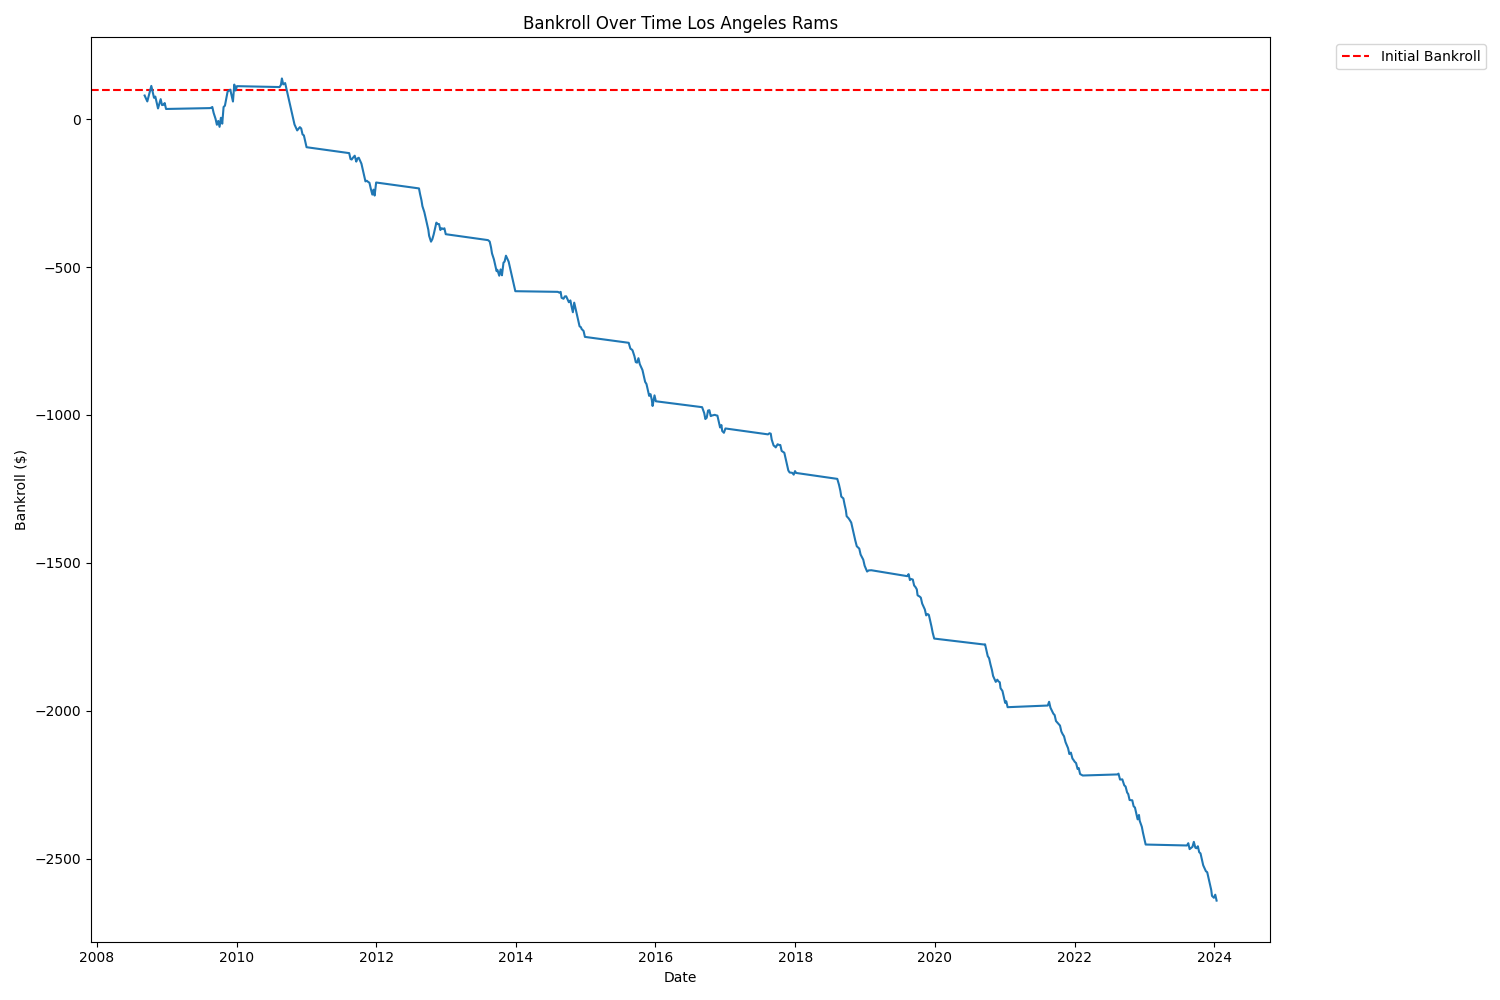 Bankroll Over Time Los Angeles Rams
Initial Bankroll
Bankroll ($)
0
−500
−1000
−1500
−2000
−2500
2008 2010 2012 2014 2016 2018 2020 2022 2024
Date